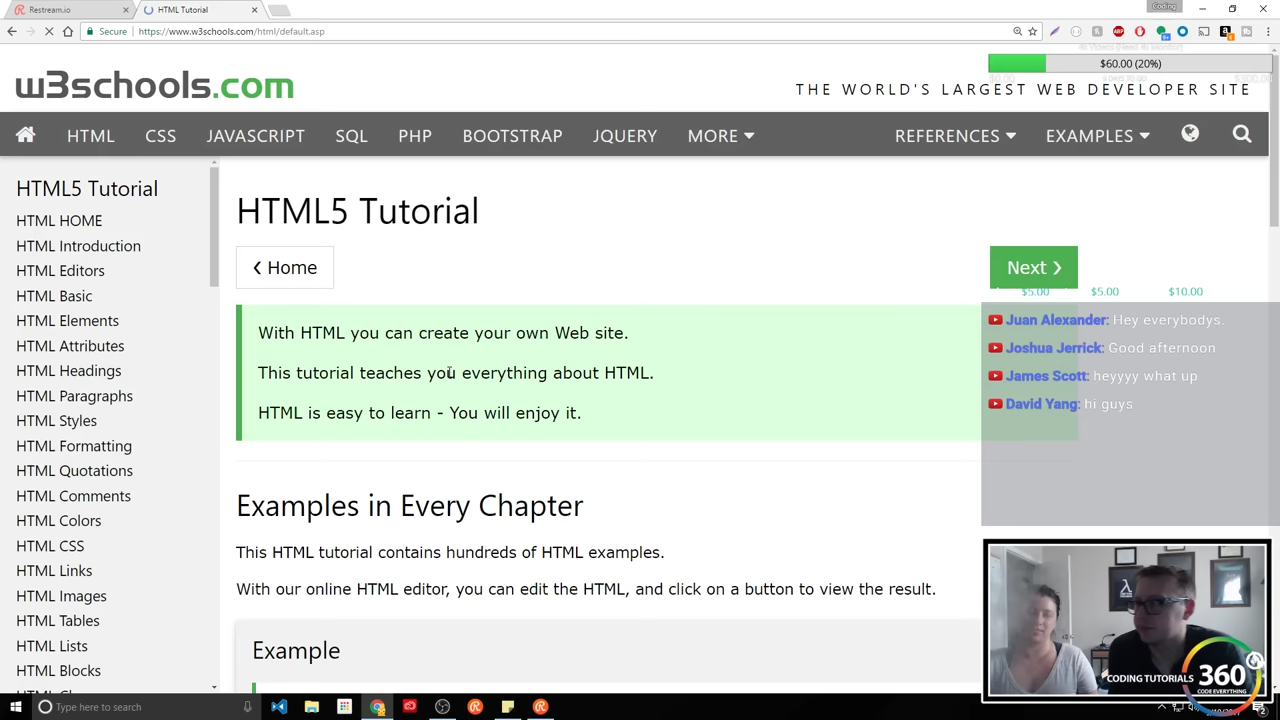 Restream.io
HTML Tutorial
Coding
Secure
https://www.w3schools.com/html/default.asp
w3schools.com
$60.00 (20%)
THE WORLD'S LARGEST WEB DEVELOPER SITE
HTML CSS JAVASCRIPT SQL PHP BOOTSTRAP JQUERY MORE REFERENCES EXAMPLES
HTML5 Tutorial
HTML HOME
HTML Introduction
HTML Editors
HTML Basic
HTML Elements
HTML Attributes
HTML Headings
HTML Paragraphs
HTML Styles
HTML Formatting
HTML Quotations
HTML Comments
HTML Colors
HTML CSS
HTML Links
HTML Images
HTML Tables
HTML Lists
HTML Blocks
HTML5 Tutorial
❮ Home
Next ❯
With HTML you can create your own Web site.
This tutorial teaches you everything about HTML.
HTML is easy to learn - You will enjoy it.
Examples in Every Chapter
This HTML tutorial contains hundreds of HTML examples.
With our online HTML editor, you can edit the HTML, and click on a button to view the result.
Example
$5.00 $5.00 $10.00
Juan Alexander: Hey everybodys.
Joshua Jerrick: Good afternoon
James Scott: heyyyy what up
David Yang: hi guys
CODING TUTORIALS 360
CODE EVERYTHING
Type here to search